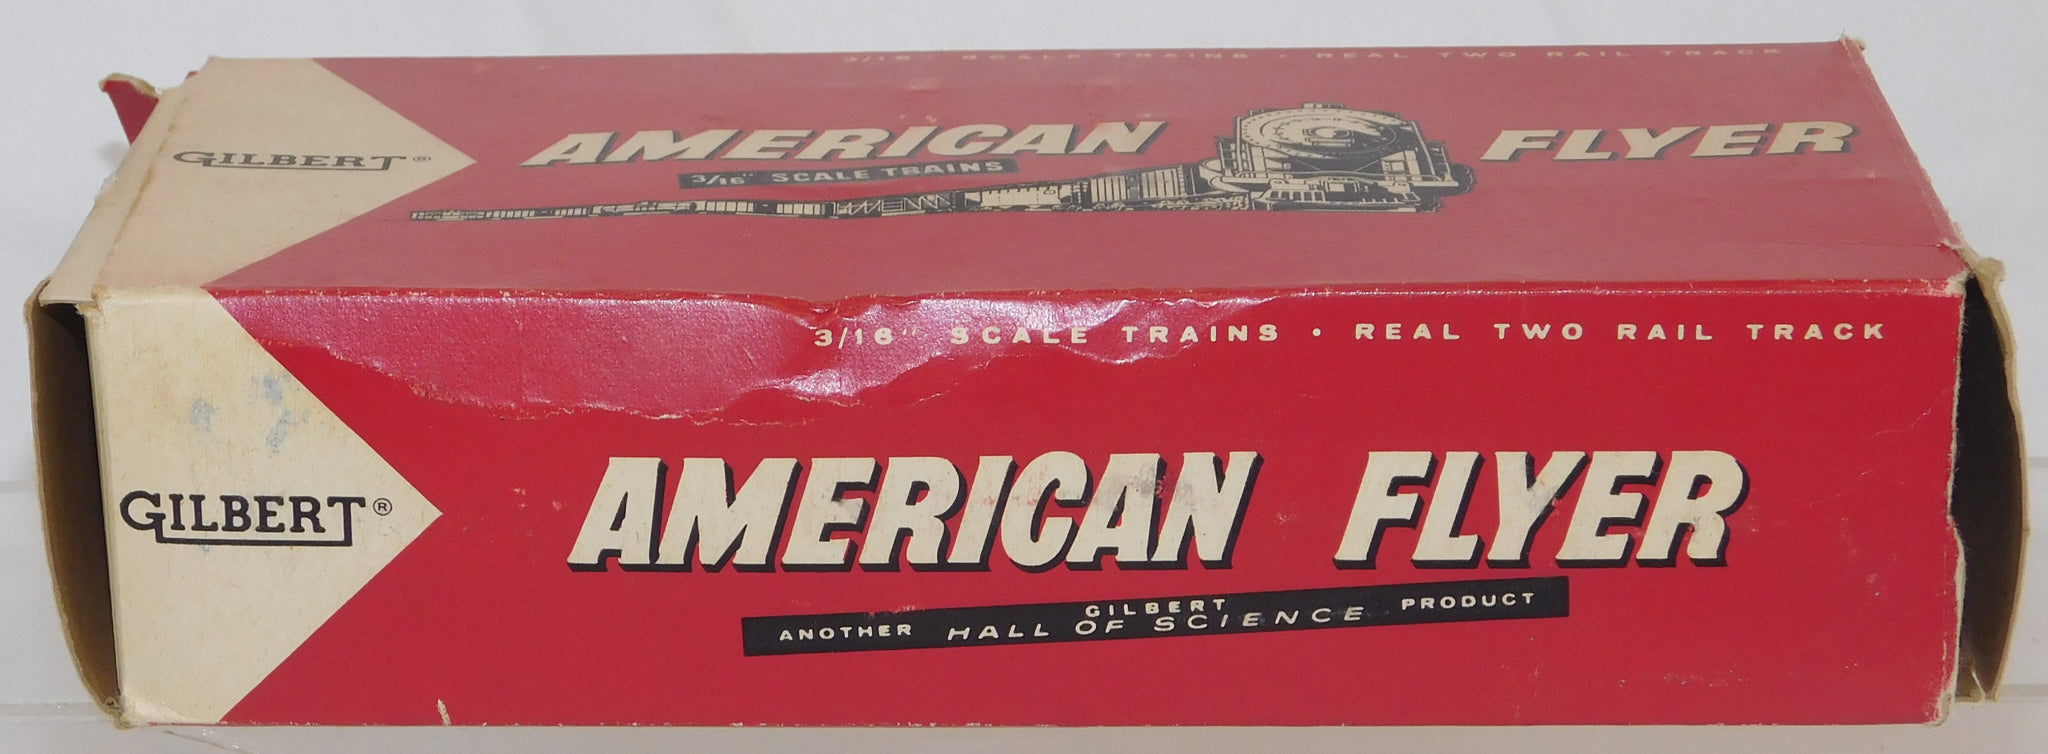 3/16" SCALE TRAINS • REAL TWO RAIL TRACK
GILBERT®
AMERICAN FLYER
3/16" SCALE TRAINS
3/16" SCALE TRAINS • REAL TWO RAIL TRACK
GILBERT®
AMERICAN FLYER
ANOTHER GILBERT HALL OF SCIENCE PRODUCT